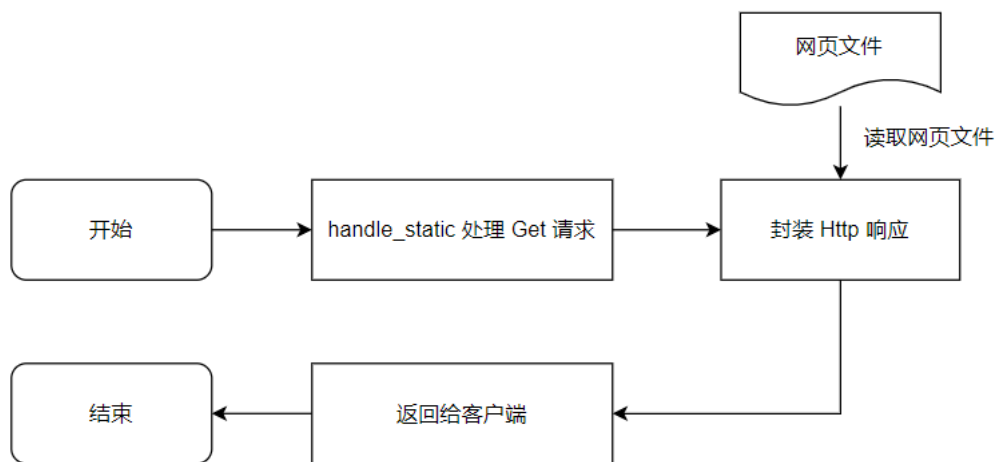 网页文件
读取网页文件
开始
handle_static 处理 Get 请求
封装 Http 响应
结束
返回给客户端